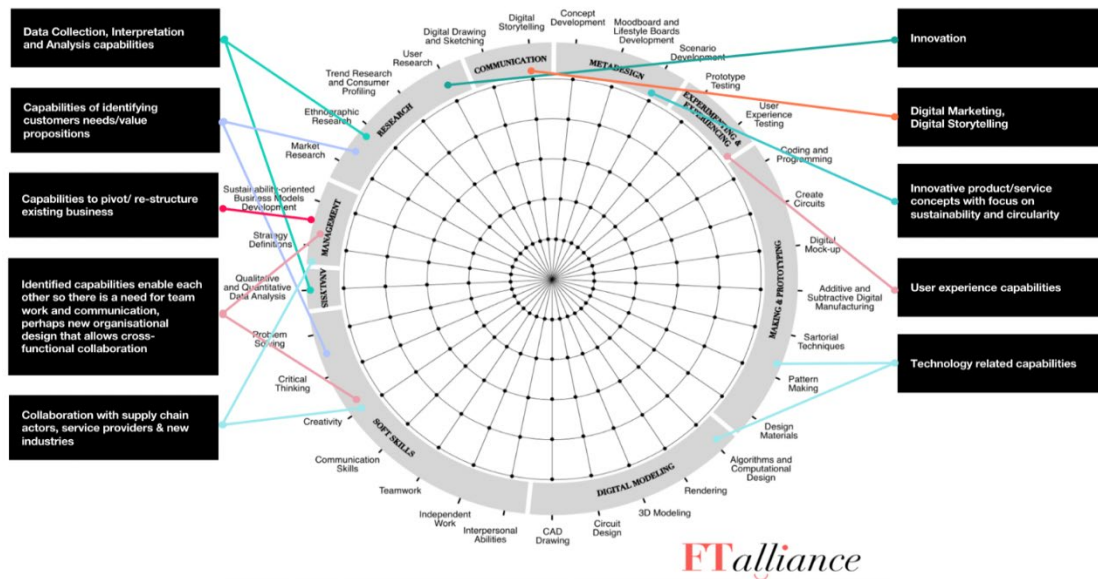 Data Collection, Interpretation
and Analysis capabilities
Capabilities of identifying
customers needs/value
propositions
Capabilities to pivot/ re-structure
existing business
Identified capabilities enable each
other so there is a need for team
work and communication,
perhaps new organisational
design that allows cross-
functional collaboration
Collaboration with supply chain
actors, service providers & new
industries
Digital
Storytelling
Concept
Development
Moodboard and
Lifestyle Boards
Development
Scenario
Development
Prototype
Testing
User
Experience
Testing
Coding and
Programming
Create
Circuits
Digital
Mock-up
Additive and
Subtractive Digital
Manufacturing
Sartorial
Techniques
Pattern
Making
Design
Materials
Algorithms and
Computational
Design
Rendering
3D Modeling
Circuit
Design
CAD
Drawing
Interpersonal
Abilities
Independent
Work
Teamwork
Communication
Skills
Creativity
Critical
Thinking
Problem
Solving
Qualitative
and Quantitative
Data Analysis
Strategy
Definitions
Sustainability-oriented
Business Models
Development
Market
Research
Ethnographic
Research
Trend Research
and Consumer
Profiling
User
Research
Digital Drawing
and Sketching
COMMUNICATION
METADESIGN
EXPERIMENTING &
EXPERIENCING
MAKING & PROTOTYPING
DIGITAL MODELING
SOFT SKILLS
ANALYSIS
MANAGEMENT
RESEARCH
Innovation
Digital Marketing,
Digital Storytelling
Innovative product/service
concepts with focus on
sustainability and circularity
User experience capabilities
Technology related capabilities
FTalliance